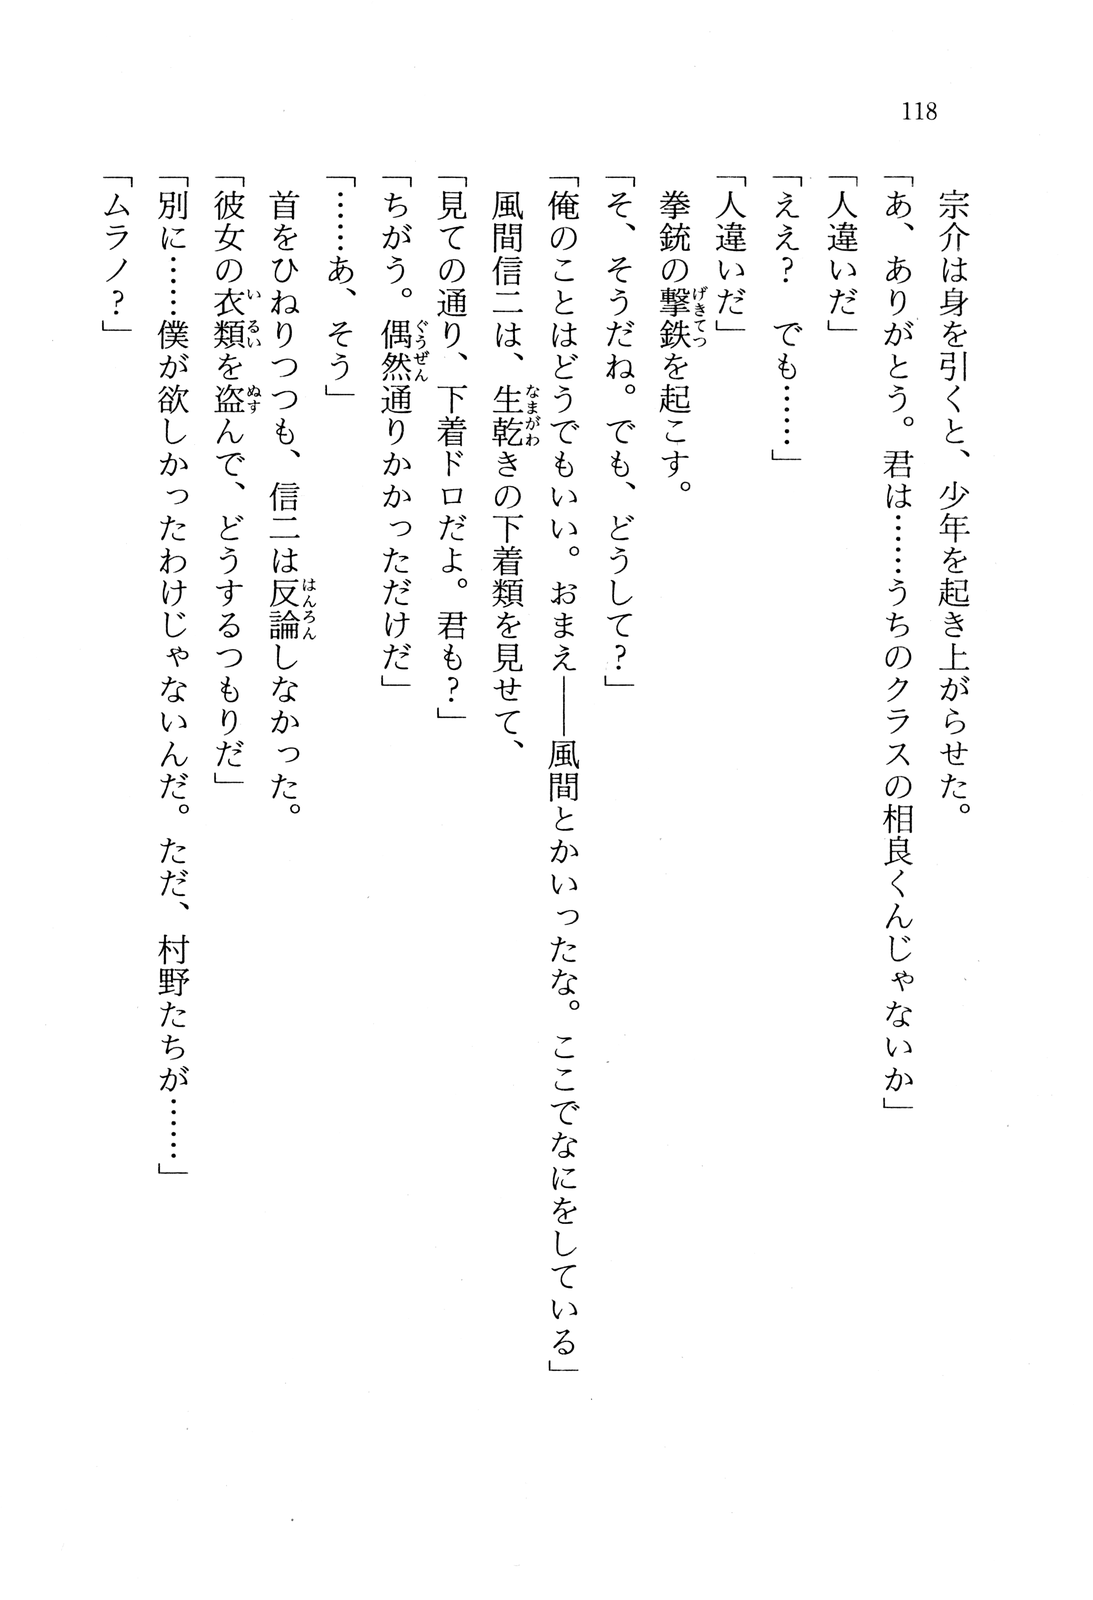 118
宗介は身を引くと、少年を起き上がらせた。
「あ、ありがとう。君は……うちのクラスの相良くんじゃないか」
「人違いだ」
「ええ？　でも……」
「人違いだ」
拳銃の撃鉄を起こす。
「そ、そうだね。でも、どうして？」
「俺のことはどうでもいい。おまえ――風間とかいったな。ここでなにをしている」
風間信二は、生乾きの下着類を見せて、
「見ての通り、下着ドロだよ。君も？」
「ちがう。偶然通りかかっただけだ」
「……あ、そう」
首をひねりつつも、信二は反論しなかった。
「彼女の衣類を盗んで、どうするつもりだ」
「別に……僕が欲しかったわけじゃないんだ。ただ、村野たちが……」
「ムラノ？」